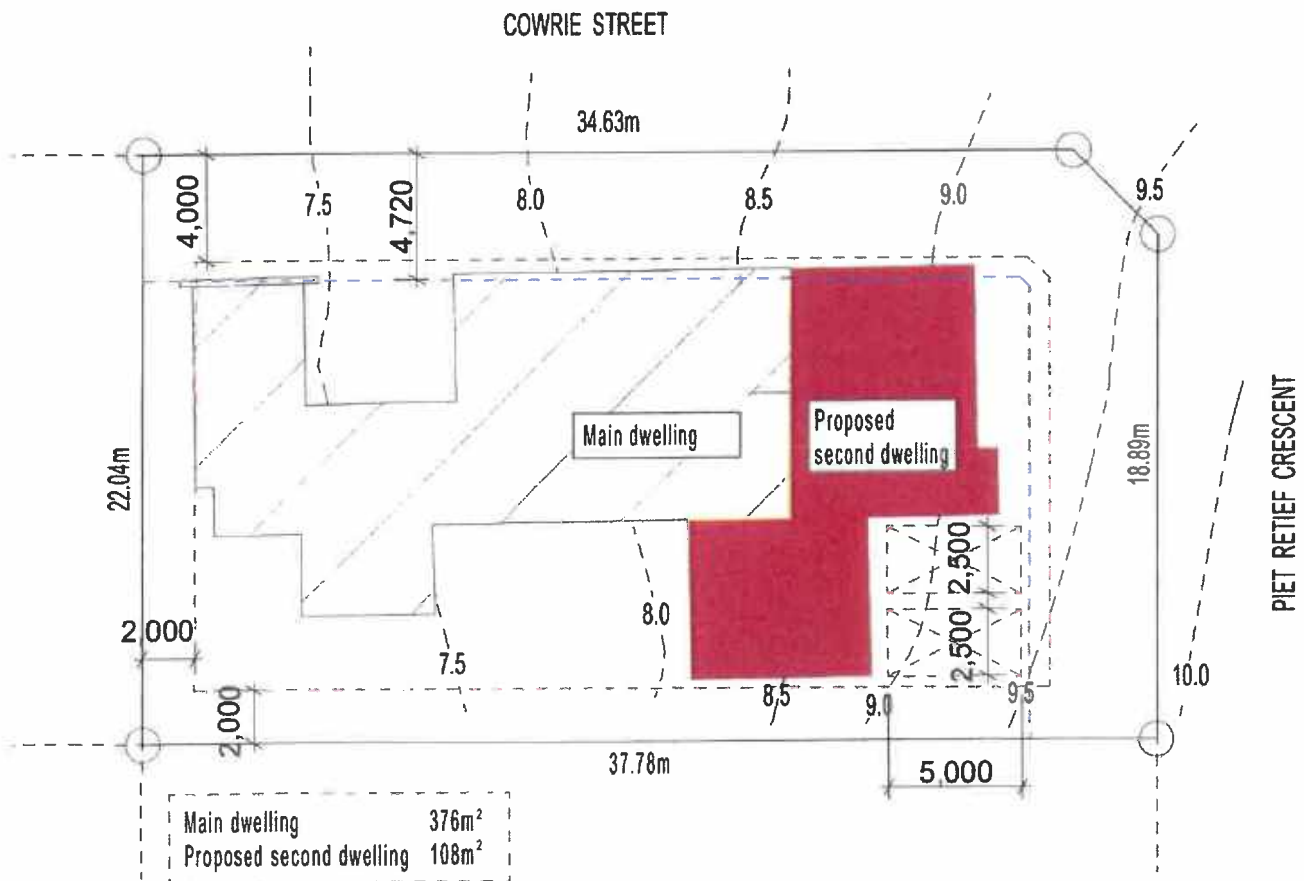 COWRIE STREET
34.63m
4,000
7.5
4,720
8.0
8.5
9.0
9.5
22.04m
Main dwelling
Proposed
second dwelling
18.89m
PIET RETIEF CRESCENT
2,500
2,500
2,000
8.0
7.5
2,000
8.5
9.0
9.5
10.0
37.78m
5,000
Main dwelling 376m²
Proposed second dwelling 108m²